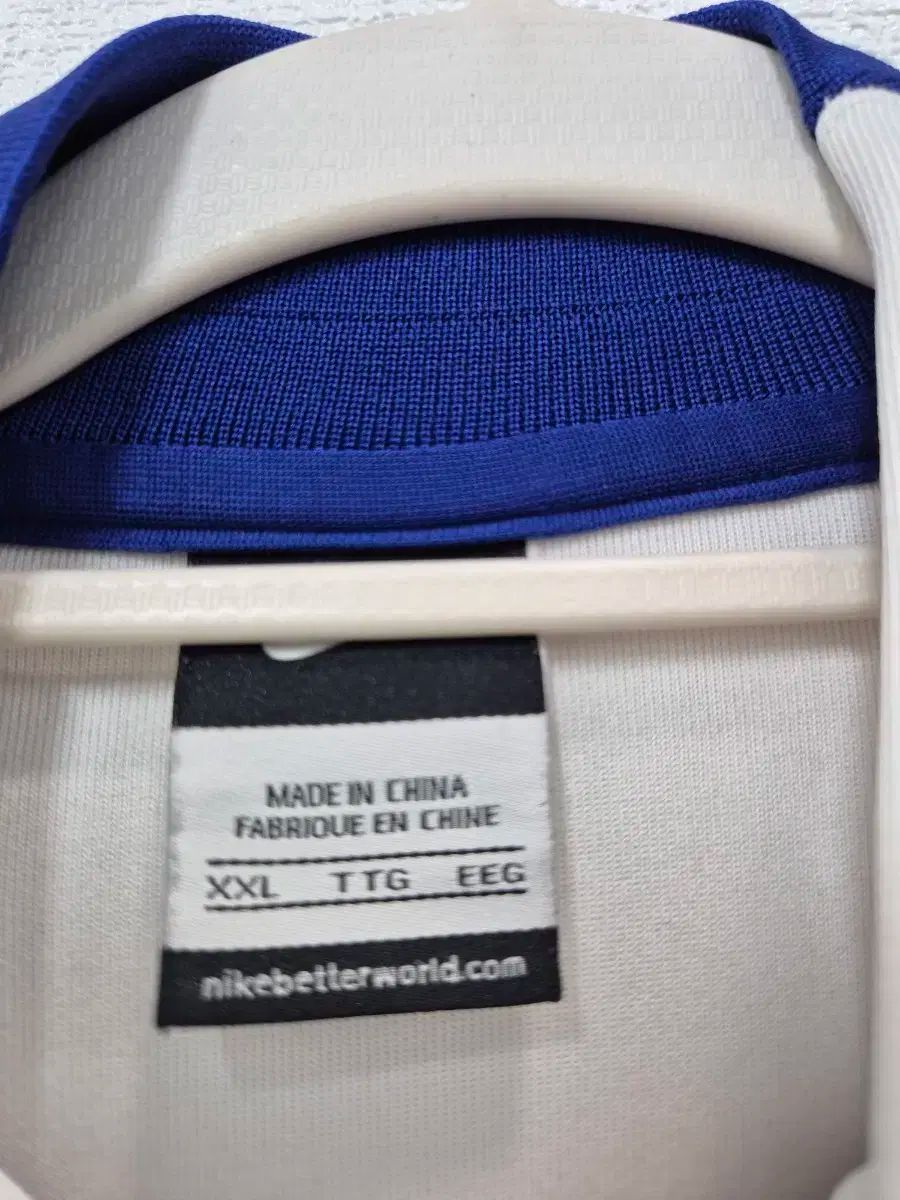 MADE IN CHINA
FABRIQUE EN CHINE
XXL TTG EEG
nikebetterworld.com